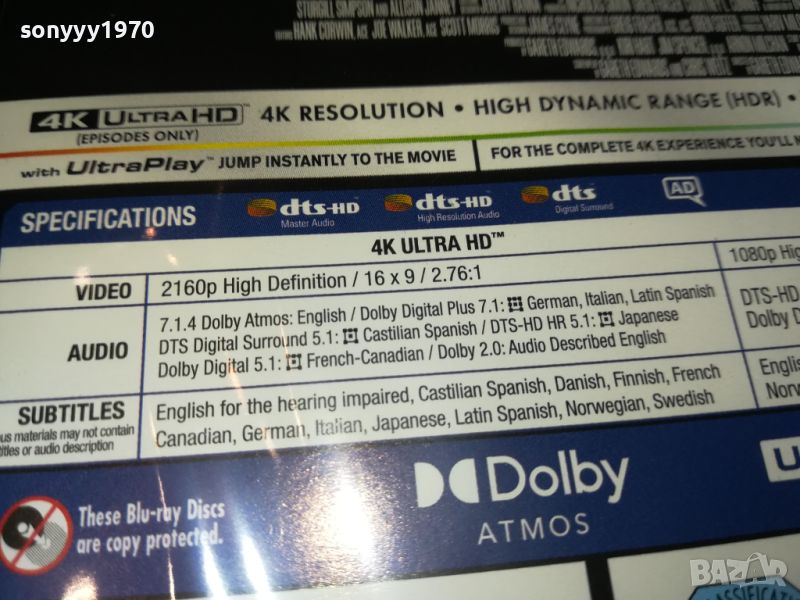 sonyyy1970
STURGILL SIMPSON AND ALLISON JANNEY
HANK CORWIN, ACE JOE WALKER, ACE SCOTT MORRIS
4K ULTRA HD 4K RESOLUTION • HIGH DYNAMIC RANGE (HDR) •
(EPISODES ONLY)
with UltraPlay™ JUMP INSTANTLY TO THE MOVIE FOR THE COMPLETE 4K EXPERIENCE YOU'LL
SPECIFICATIONS dts-HD Master Audio dts-HD High Resolution Audio dts Digital Surround AD
4K ULTRA HD™
VIDEO 2160p High Definition / 16 x 9 / 2.76:1 1080p Hig
AUDIO 7.1.4 Dolby Atmos: English / Dolby Digital Plus 7.1: German, Italian, Latin Spanish DTS-HD
DTS Digital Surround 5.1: Castilian Spanish / DTS-HD HR 5.1: Japanese Dolby D
Dolby Digital 5.1: French-Canadian / Dolby 2.0: Audio Described English
SUBTITLES English for the hearing impaired, Castilian Spanish, Danish, Finnish, French Englis
us materials may not contain Canadian, German, Italian, Japanese, Latin Spanish, Norwegian, Swedish Norw
titles or audio description
These Blu-ray Discs
are copy protected.
Dolby
ATMOS
U
BAZAR